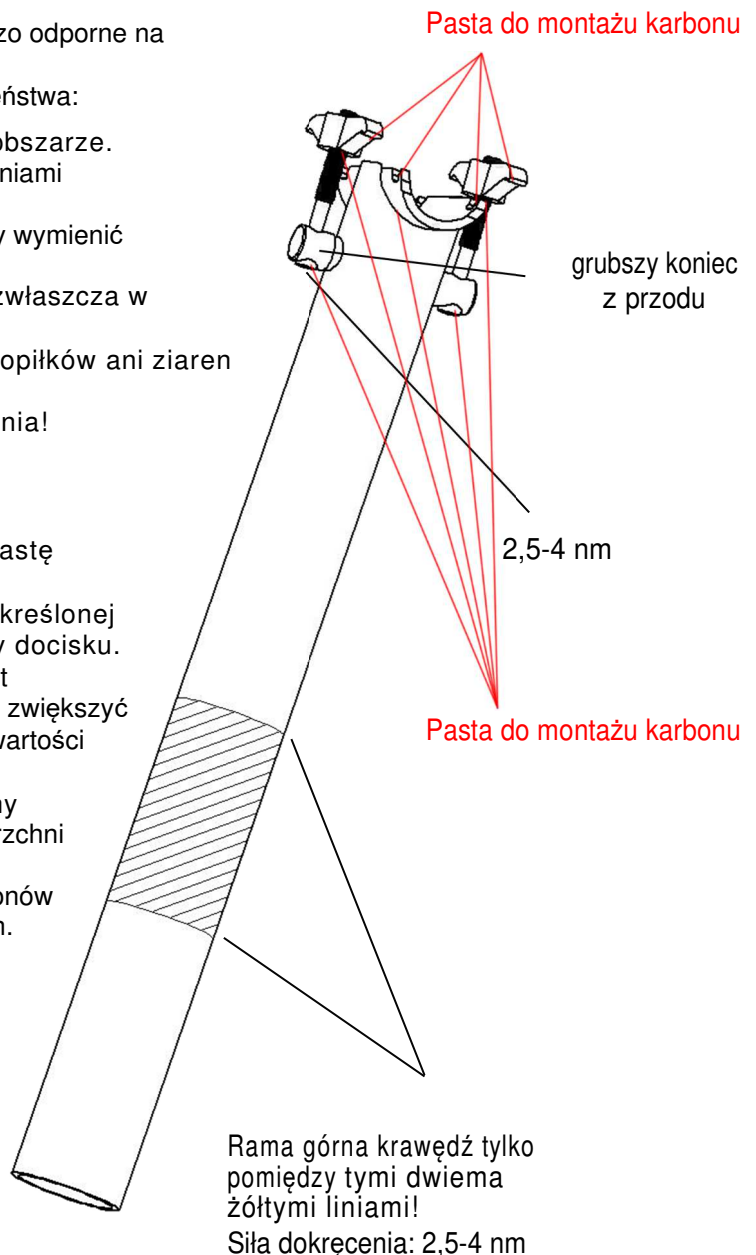 zo odporne na
Pasta do montażu karbonu
eństwa:
obszarze.
niami
y wymienić
zwłaszcza w
opiłków ani ziaren
nia!
grubszy koniec
z przodu
2,5-4 nm
astę
kreślonej
y docisku.
t
zwiększyć
wartości
ny
rzchni
onów
n.
Pasta do montażu karbonu
Rama górna krawędź tylko
pomiędzy tymi dwiema
żółtymi liniami!
Siła dokręcenia: 2,5-4 nm